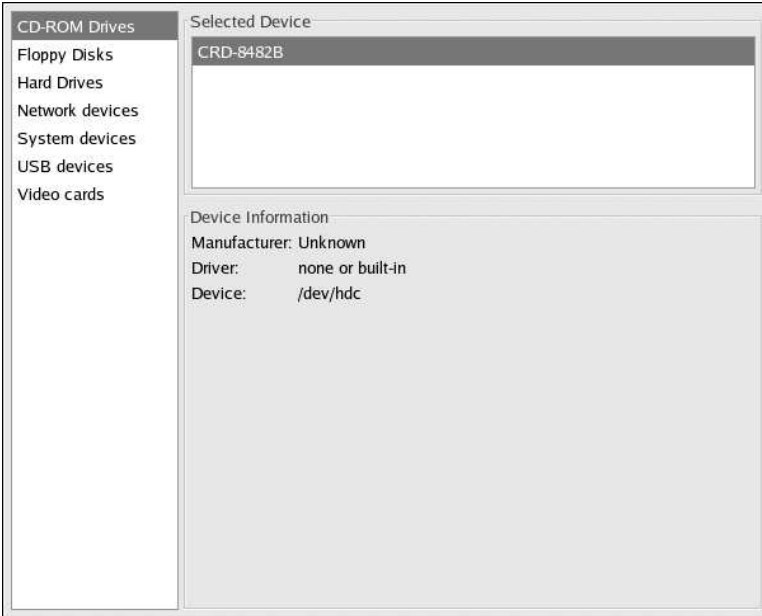 CD-ROM Drives
Floppy Disks
Hard Drives
Network devices
System devices
USB devices
Video cards
Selected Device
CRD-8482B
Device Information
Manufacturer: Unknown
Driver: none or built-in
Device: /dev/hdc